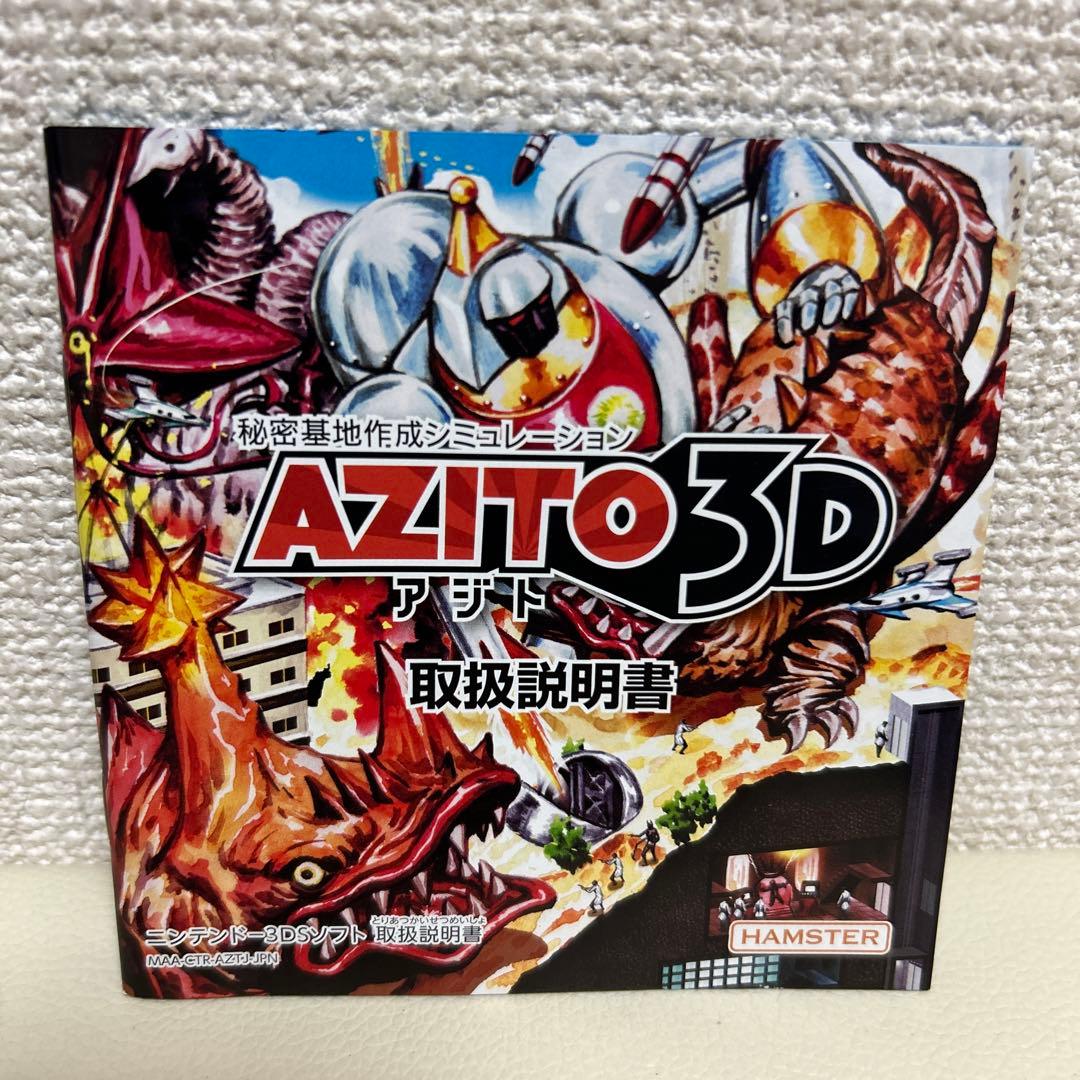 秘密基地作成シミュレーション
AZITO3D
アジト
取扱説明書
とりあつかいせつめいしょ
ニンテンドー3DSソフト 取扱説明書
MAA-CTR-AZTJ-JPN
HAMSTER